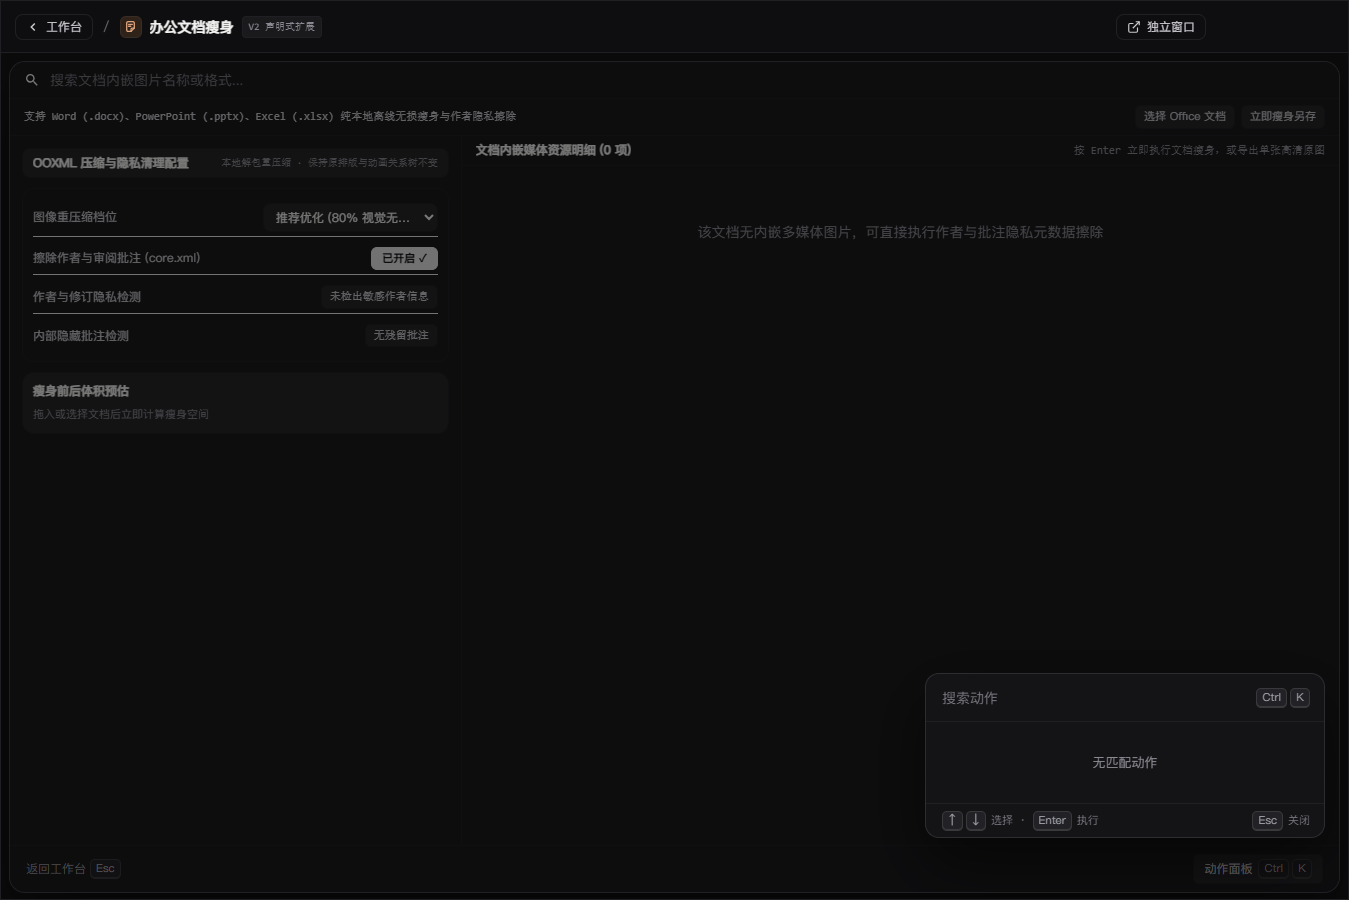 工作台 / 办公文档瘦身 V2 声明式扩展 独立窗口
搜索文档内嵌图片名称或格式...
支持 Word (.docx)、PowerPoint (.pptx)、Excel (.xlsx) 纯本地离线无损瘦身与作者隐私擦除 选择 Office 文档 立即瘦身另存
OOXML 压缩与隐私清理配置 本地解包重压缩 · 保持原排版与动画关系树不变
图像重压缩档位 推荐优化 (80% 视觉无...
擦除作者与审阅批注 (core.xml) 已开启 ✓
作者与修订隐私检测 未检出敏感作者信息
内部隐藏批注检测 无残留批注
瘦身前后体积预估
拖入或选择文档后立即计算瘦身空间
文档内嵌媒体资源明细 (0 项) 按 Enter 立即执行文档瘦身，或导出单张高清原图
该文档无内嵌多媒体图片，可直接执行作者与批注隐私元数据擦除
搜索动作 Ctrl K
无匹配动作
↑ ↓ 选择 · Enter 执行 Esc 关闭
返回工作台 Esc 动作面板 Ctrl K